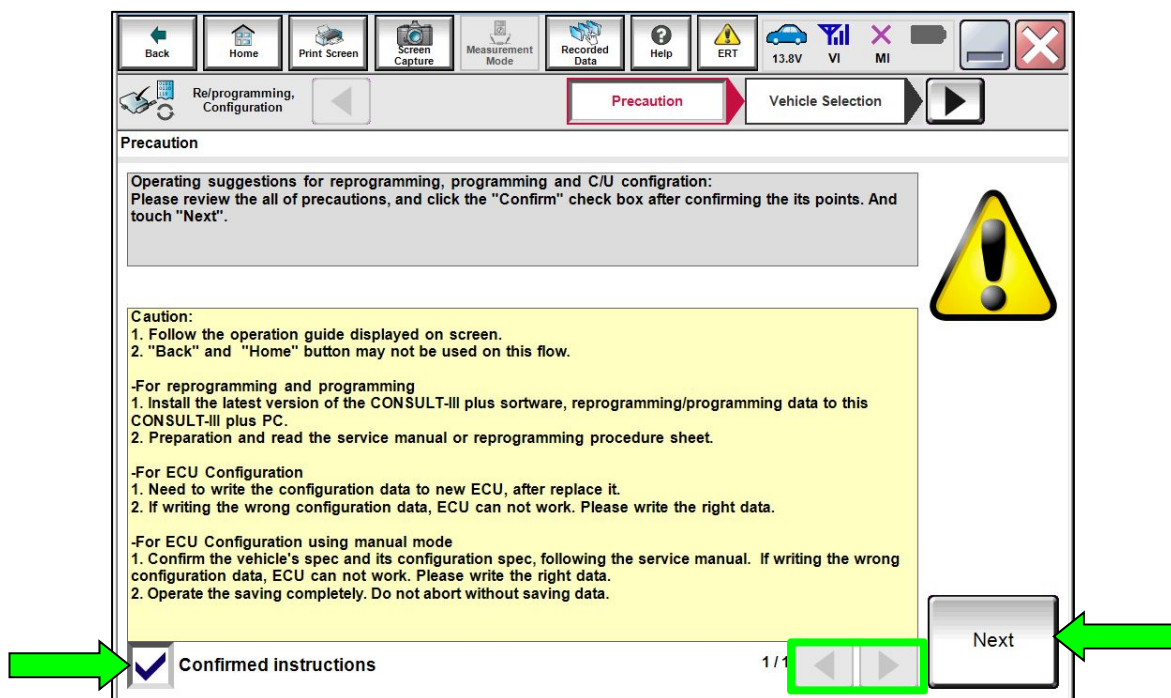 Back
Home
Print Screen
Screen
Capture
Measurement
Mode
Recorded
Data
Help
ERT
13.8V
VI
MI
Re/programming,
Configuration
Precaution
Vehicle Selection
Precaution
Operating suggestions for reprogramming, programming and C/U configration:
Please review the all of precautions, and click the "Confirm" check box after confirming the its points. And
touch "Next".
Caution:
1. Follow the operation guide displayed on screen.
2. "Back" and "Home" button may not be used on this flow.
-For reprogramming and programming
1. Install the latest version of the CONSULT-III plus sortware, reprogramming/programming data to this
CONSULT-III plus PC.
2. Preparation and read the service manual or reprogramming procedure sheet.
-For ECU Configuration
1. Need to write the configuration data to new ECU, after replace it.
2. If writing the wrong configuration data, ECU can not work. Please write the right data.
-For ECU Configuration using manual mode
1. Confirm the vehicle's spec and its configuration spec, following the service manual. If writing the wrong
configuration data, ECU can not work. Please write the right data.
2. Operate the saving completely. Do not abort without saving data.
Confirmed instructions
1/1
Next